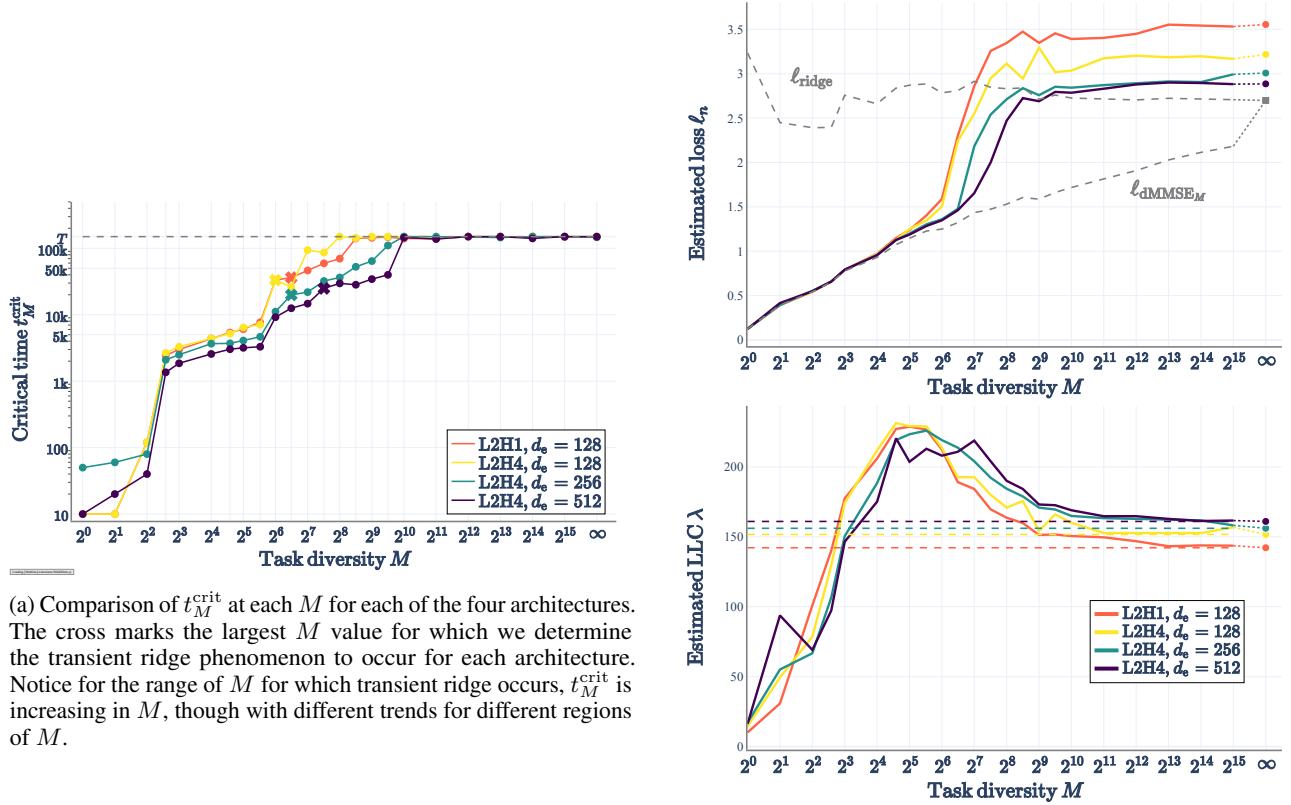 Critical time t_M^crit
T
100k
50k
10k
5k
1k
100
10
2^0 2^1 2^2 2^3 2^4 2^5 2^6 2^7 2^8 2^9 2^10 2^11 2^12 2^13 2^14 2^15 ∞
Task diversity M
L2H1, d_e = 128
L2H4, d_e = 128
L2H4, d_e = 256
L2H4, d_e = 512
(a) Comparison of t_M^crit at each M for each of the four architectures.
The cross marks the largest M value for which we determine
the transient ridge phenomenon to occur for each architecture.
Notice for the range of M for which transient ridge occurs, t_M^crit is
increasing in M, though with different trends for different regions
of M.
Estimated loss ℓ_n
3.5
3
2.5
2
1.5
1
0.5
0
ℓ_ridge
ℓ_dMMSE_M
2^0 2^1 2^2 2^3 2^4 2^5 2^6 2^7 2^8 2^9 2^10 2^11 2^12 2^13 2^14 2^15 ∞
Task diversity M
Estimated LLC λ
200
150
100
50
0
L2H1, d_e = 128
L2H4, d_e = 128
L2H4, d_e = 256
L2H4, d_e = 512
2^0 2^1 2^2 2^3 2^4 2^5 2^6 2^7 2^8 2^9 2^10 2^11 2^12 2^13 2^14 2^15 ∞
Task diversity M